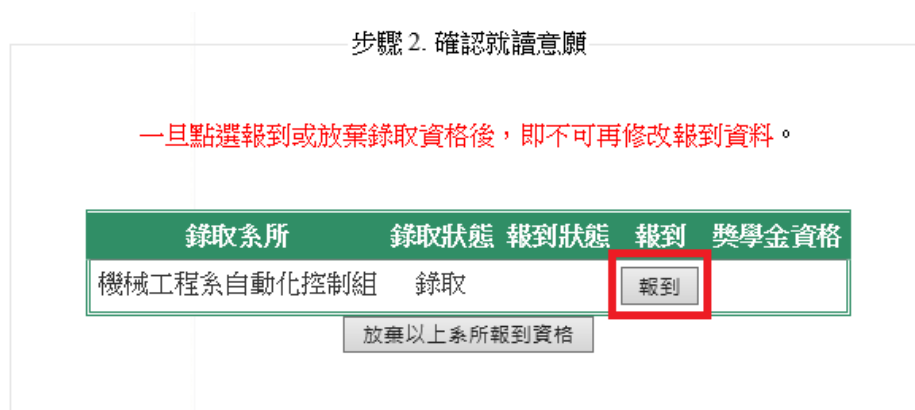 步驟 2. 確認就讀意願
一旦點選報到或放棄錄取資格後，即不可再修改報到資料。
錄取系所 錄取狀態 報到狀態 報到 獎學金資格
機械工程系自動化控制組 錄取 報到
放棄以上系所報到資格